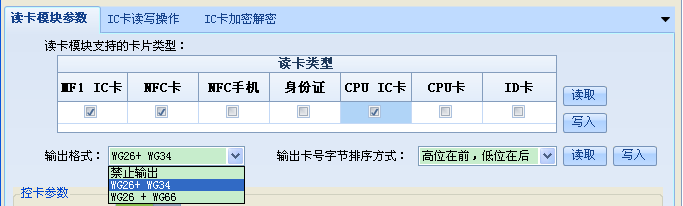 读卡模块参数 IC卡读写操作 IC卡加密解密
读卡模块支持的卡片类型：
读卡类型
MF1 IC卡 NFC卡 NFC手机 身份证 CPU IC卡 CPU卡 ID卡
读取
写入
输出格式： WG26+ WG34 输出卡号字节排序方式： 高位在前，低位在后 读取 写入
禁止输出
WG26+ WG34
WG26 + WG66
控卡参数